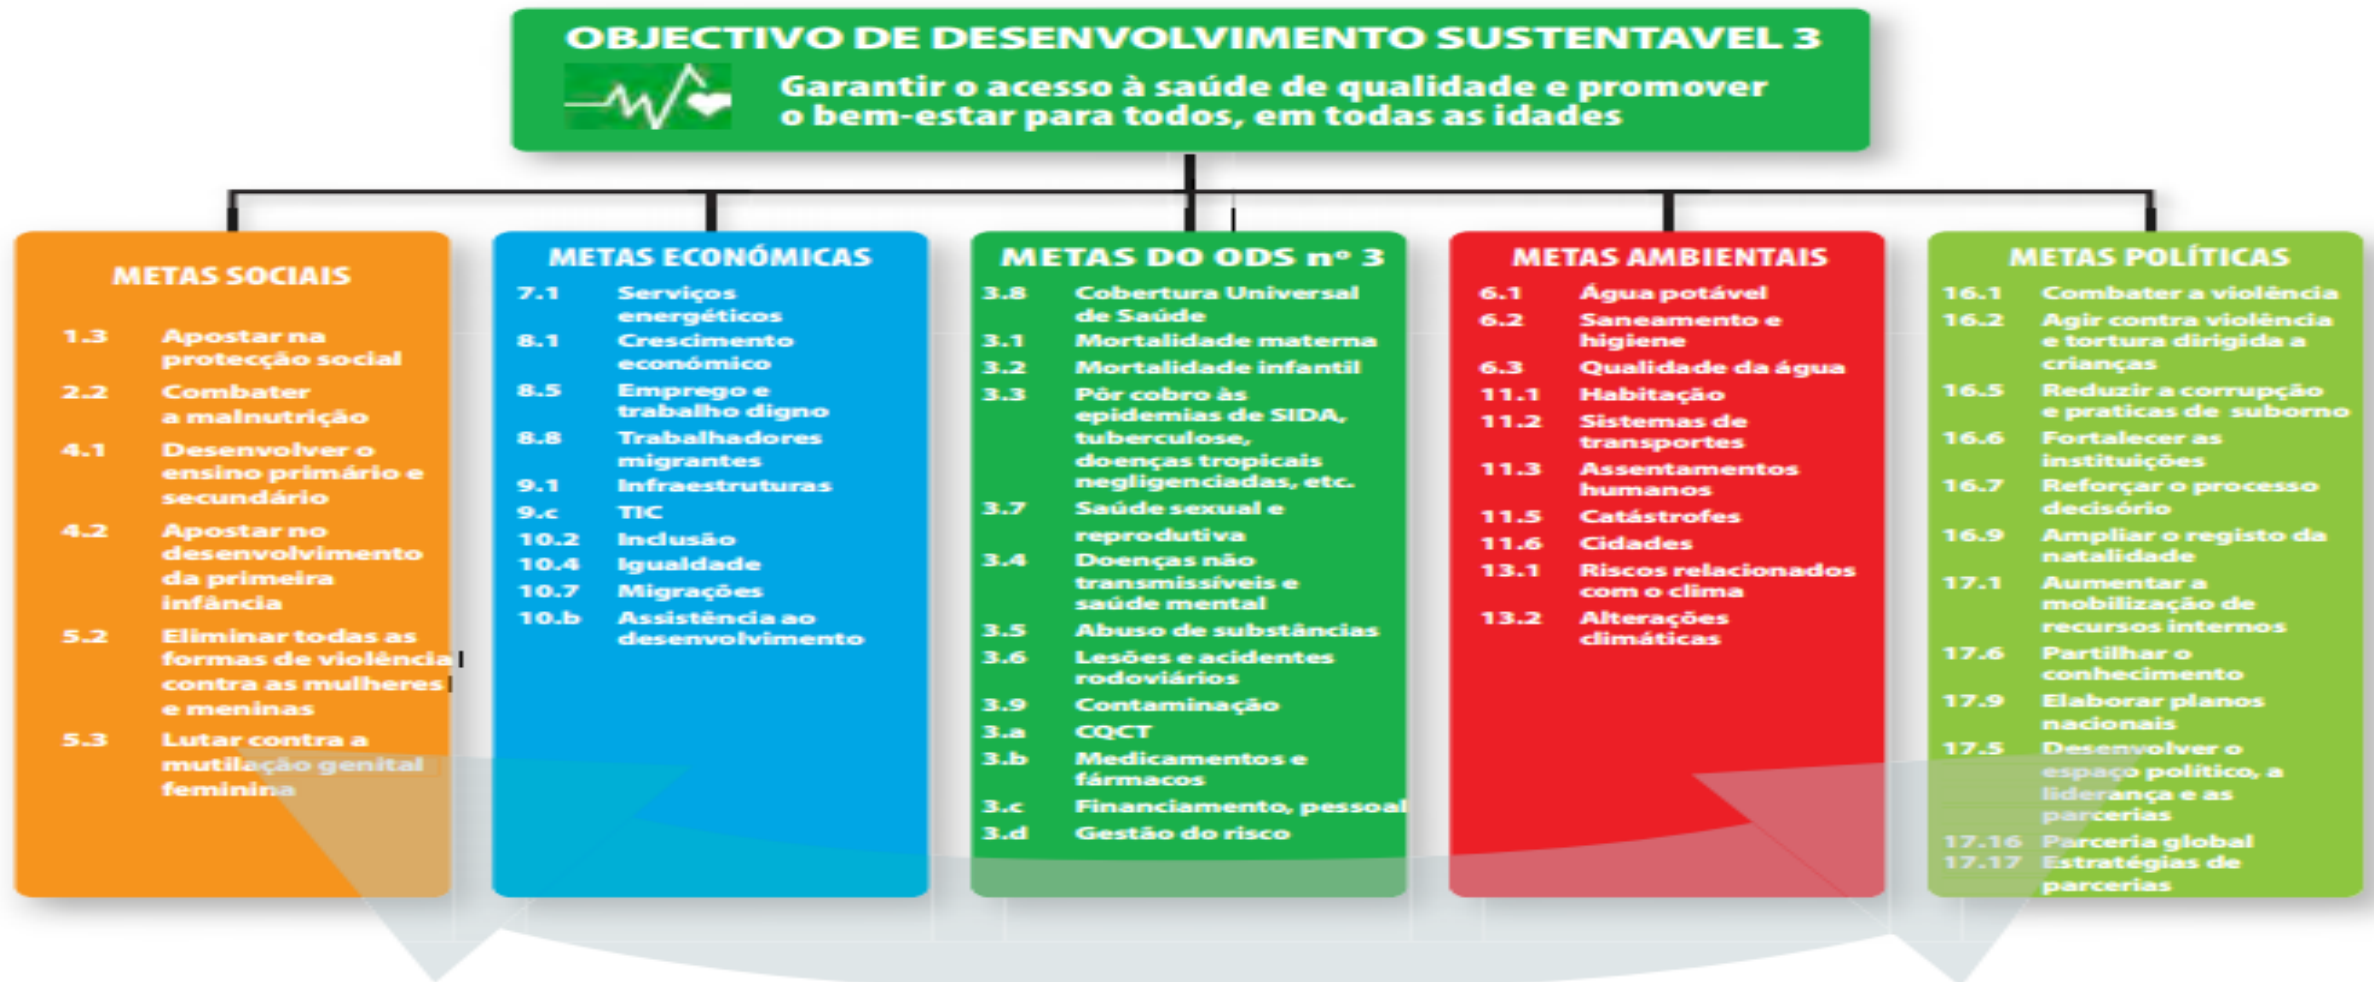 OBJECTIVO DE DESENVOLVIMENTO SUSTENTAVEL 3
Garantir o acesso à saúde de qualidade e promover
o bem-estar para todos, em todas as idades
METAS SOCIAIS
1.3 Apostar na
protecção social
2.2 Combater
a malnutrição
4.1 Desenvolver o
ensino primário e
secundário
4.2 Apostar no
desenvolvimento
da primeira
infância
5.2 Eliminar todas as
formas de violência
contra as mulheres
e meninas
5.3 Lutar contra a
mutilação genital
feminina
METAS ECONÓMICAS
7.1 Serviços
energéticos
8.1 Crescimento
económico
8.5 Emprego e
trabalho digno
8.8 Trabalhadores
migrantes
9.1 Infraestruturas
9.c TIC
10.2 Inclusão
10.4 Igualdade
10.7 Migrações
10.b Assistência ao
desenvolvimento
METAS DO ODS nº 3
3.8 Cobertura Universal
de Saúde
3.1 Mortalidade materna
3.2 Mortalidade infantil
3.3 Pôr cobro às
epidemias de SIDA,
tuberculose,
doenças tropicais
negligenciadas, etc.
3.7 Saúde sexual e
reprodutiva
3.4 Doenças não
transmissíveis e
saúde mental
3.5 Abuso de substâncias
3.6 Lesões e acidentes
rodoviários
3.9 Contaminação
3.a CQCT
3.b Medicamentos e
fármacos
3.c Financiamento, pessoal
3.d Gestão do risco
METAS AMBIENTAIS
6.1 Água potável
6.2 Saneamento e
higiene
6.3 Qualidade da água
11.1 Habitação
11.2 Sistemas de
transportes
11.3 Assentamentos
humanos
11.5 Catástrofes
11.6 Cidades
13.1 Riscos relacionados
com o clima
13.2 Alterações
climáticas
METAS POLÍTICAS
16.1 Combater a violência
16.2 Agir contra violência
e tortura dirigida a
crianças
16.5 Reduzir a corrupção
e praticas de suborno
16.6 Fortalecer as
instituições
16.7 Reforçar o processo
decisório
16.9 Ampliar o registo da
natalidade
17.1 Aumentar a
mobilização de
recursos internos
17.6 Partilhar o
conhecimento
17.9 Elaborar planos
nacionais
17.5 Desenvolver o
espaço político, a
liderança e as
parcerias
17.16 Parceria global
17.17 Estratégias de
parcerias